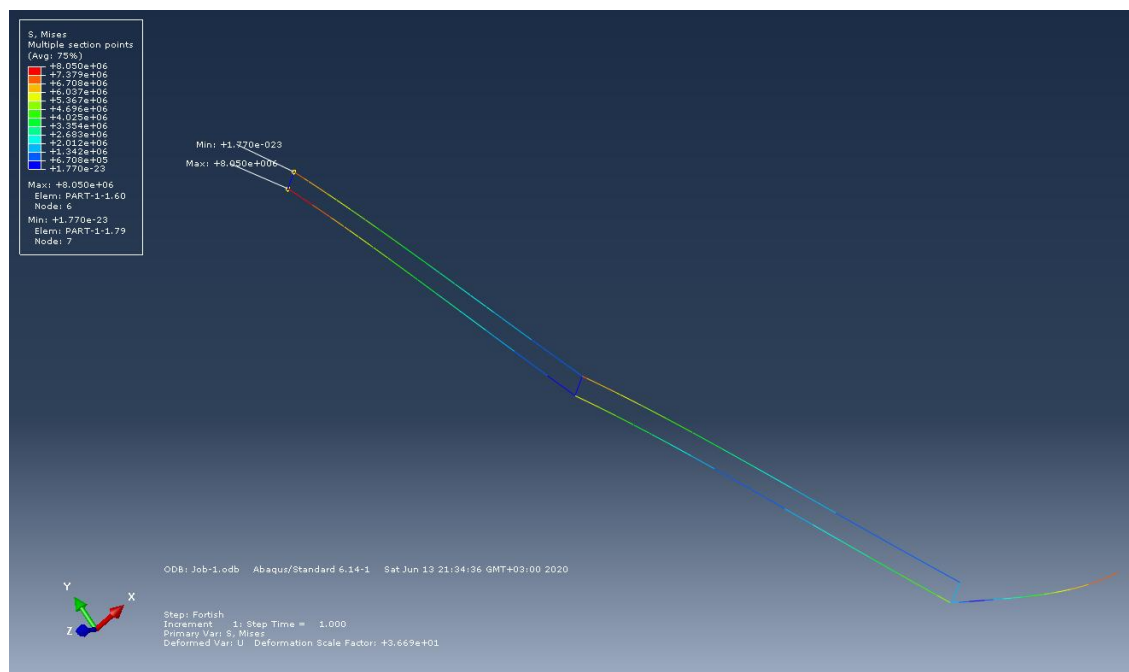 S, Mises
Multiple section points
(Avg: 75%)
+8.050e+06
+7.379e+06
+6.708e+06
+6.037e+06
+5.367e+06
+4.696e+06
+4.025e+06
+3.354e+06
+2.683e+06
+2.012e+06
+1.342e+06
+6.708e+05
+1.770e-23
Max: +8.050e+06
Elem: PART-1-1.60
Node: 6
Min: +1.770e-23
Elem: PART-1-1.79
Node: 7
Min: +1.770e-023
Max: +8.050e+006
ODB: Job-1.odb Abaqus/Standard 6.14-1 Sat Jun 13 21:34:36 GMT+03:00 2020
Y
X
Z
Step: Fortish
Increment 1: Step Time = 1.000
Primary Var: S, Mises
Deformed Var: U Deformation Scale Factor: +3.669e+01